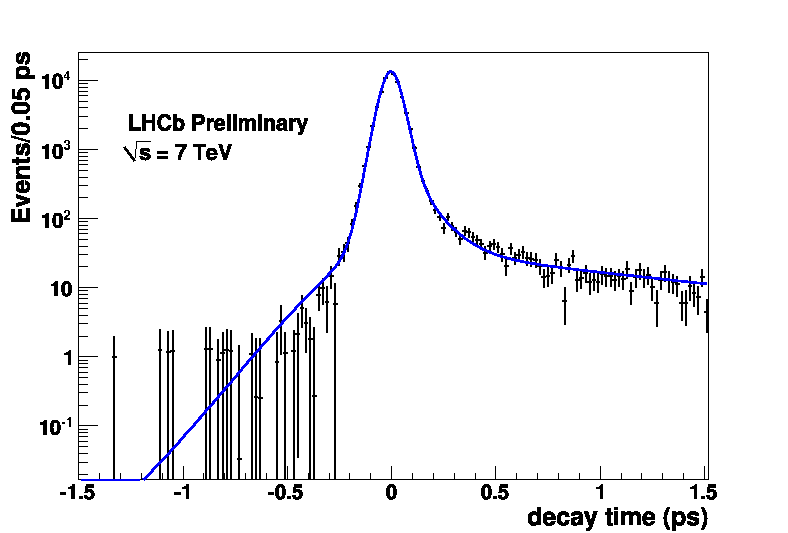 Events/0.05 ps
10⁴
10³
10²
10
1
10⁻¹
LHCb Preliminary
√s = 7 TeV
-1.5 -1 -0.5 0 0.5 1 1.5
decay time (ps)